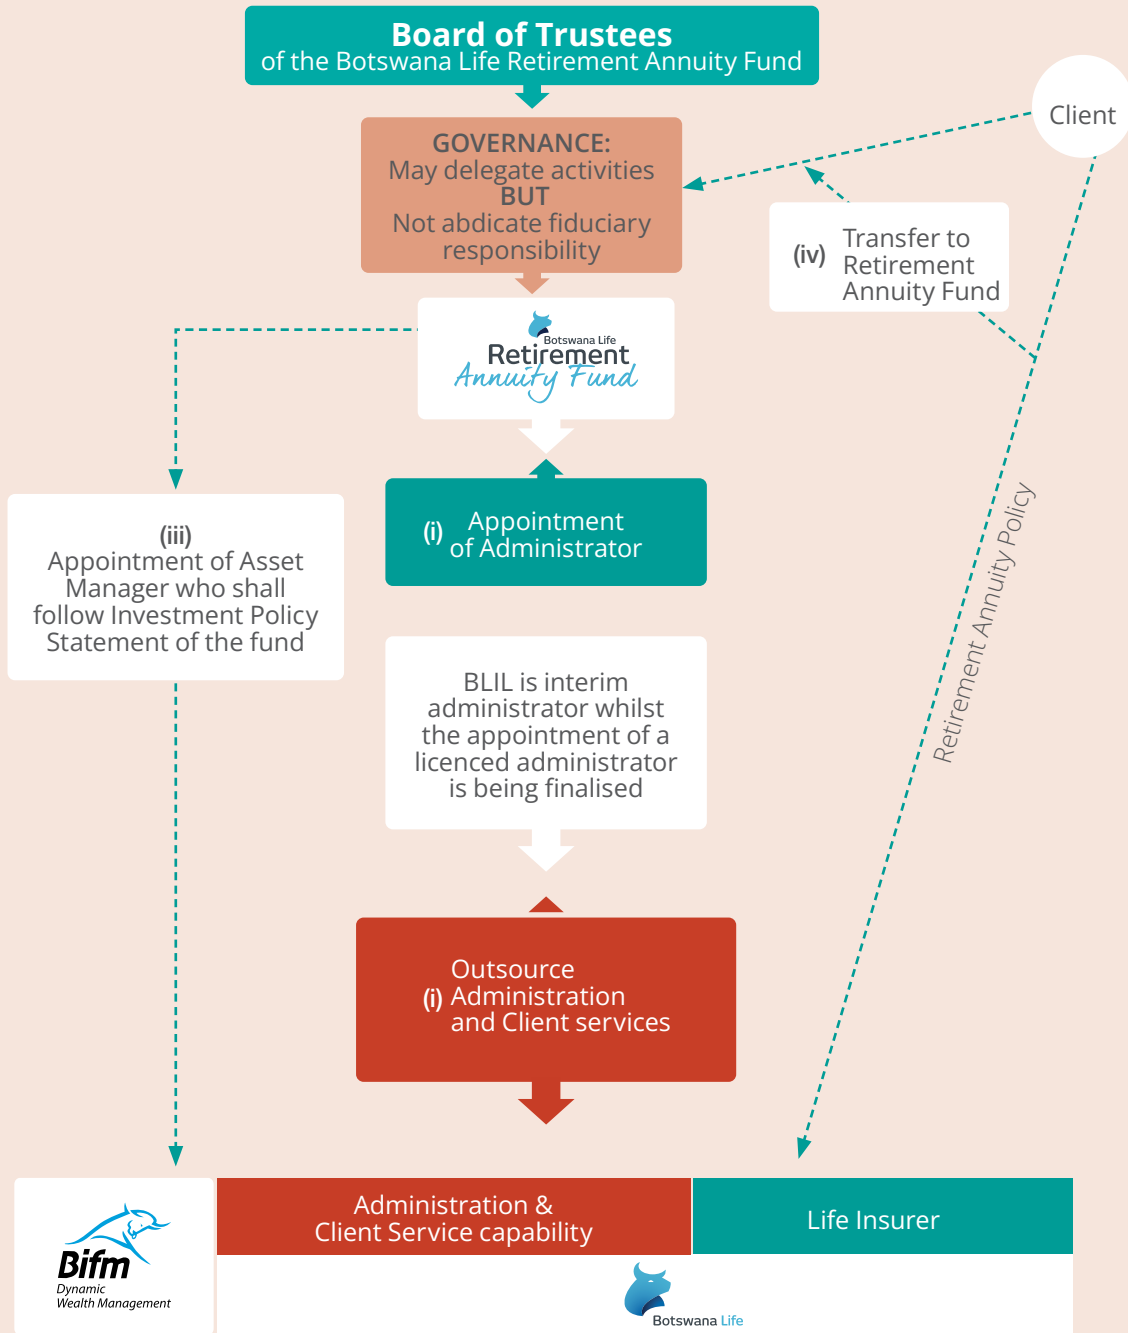 Board of Trustees
of the Botswana Life Retirement Annuity Fund
Client
GOVERNANCE:
May delegate activities
BUT
Not abdicate fiduciary
responsibility
(iv) Transfer to
Retirement
Annuity Fund
Botswana Life
Retirement
Annuity Fund
(i) Appointment
of Administrator
(iii)
Appointment of Asset
Manager who shall
follow Investment Policy
Statement of the fund
Retirement Annuity Policy
BLIL is interim
administrator whilst
the appointment of a
licenced administrator
is being finalised
Outsource
(i) Administration
and Client services
Administration &
Client Service capability
Life Insurer
Bifm
Dynamic
Wealth Management
Botswana Life